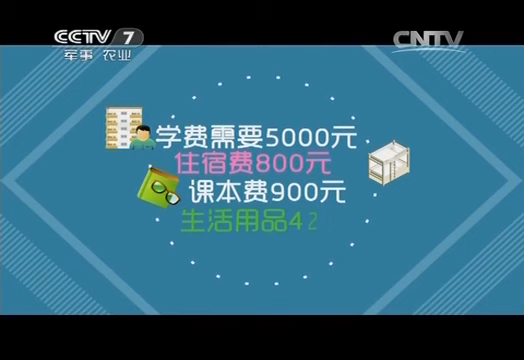 CCTV 7
军事 农业
CNTV
学费需要5000元
住宿费800元
课本费900元
生活用品42